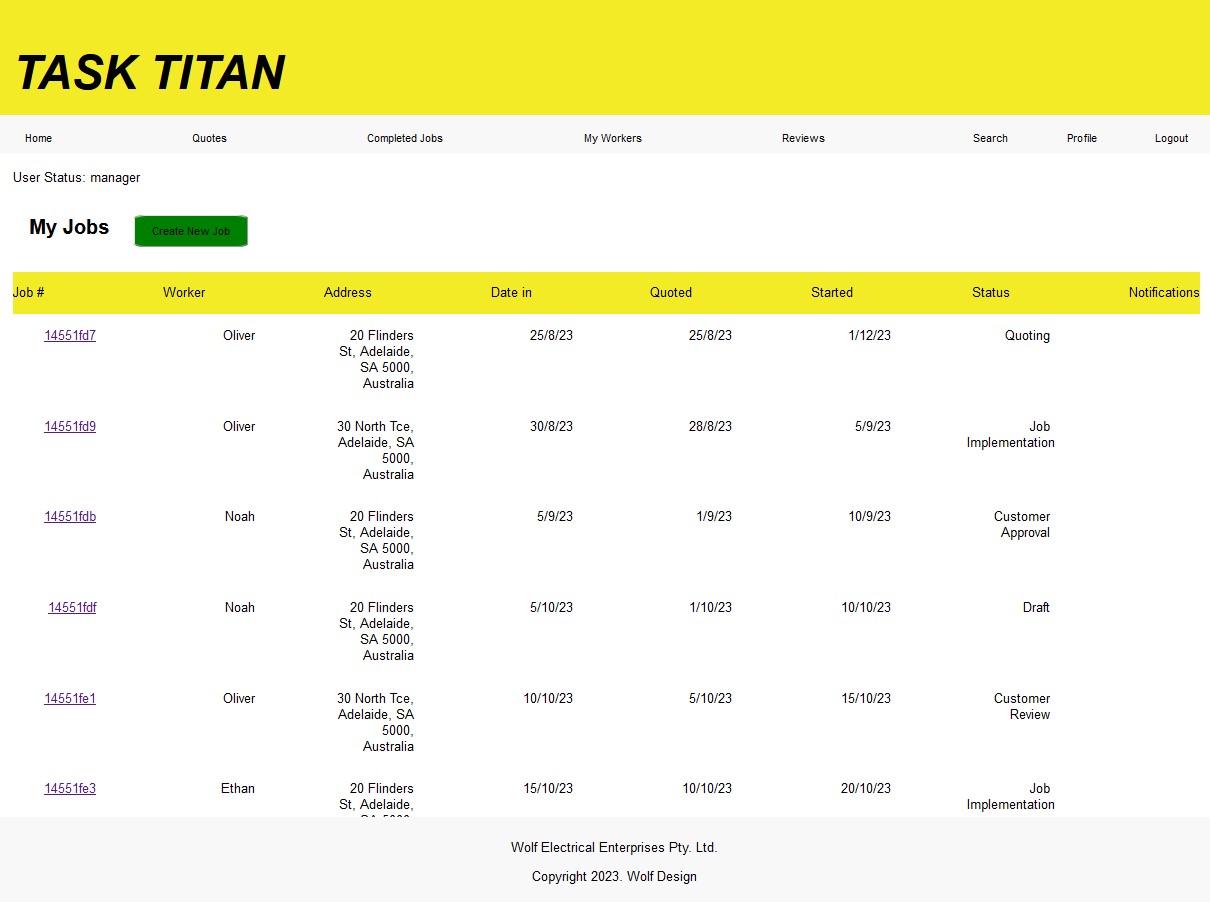 TASK TITAN
Home Quotes Completed Jobs My Workers Reviews Search Profile Logout
User Status: manager
My Jobs Create New Job
Job # Worker Address Date in Quoted Started Status Notifications
14551fd7 Oliver 20 Flinders 25/8/23 25/8/23 1/12/23 Quoting
St, Adelaide,
SA 5000,
Australia
14551fd9 Oliver 30 North Tce, 30/8/23 28/8/23 5/9/23 Job
Adelaide, SA Implementation
5000,
Australia
14551fdb Noah 20 Flinders 5/9/23 1/9/23 10/9/23 Customer
St, Adelaide, Approval
SA 5000,
Australia
14551fdf Noah 20 Flinders 5/10/23 1/10/23 10/10/23 Draft
St, Adelaide,
SA 5000,
Australia
14551fe1 Oliver 30 North Tce, 10/10/23 5/10/23 15/10/23 Customer
Adelaide, SA Review
5000,
Australia
14551fe3 Ethan 20 Flinders 15/10/23 10/10/23 20/10/23 Job
St, Adelaide, Implementation
Wolf Electrical Enterprises Pty. Ltd.
Copyright 2023. Wolf Design